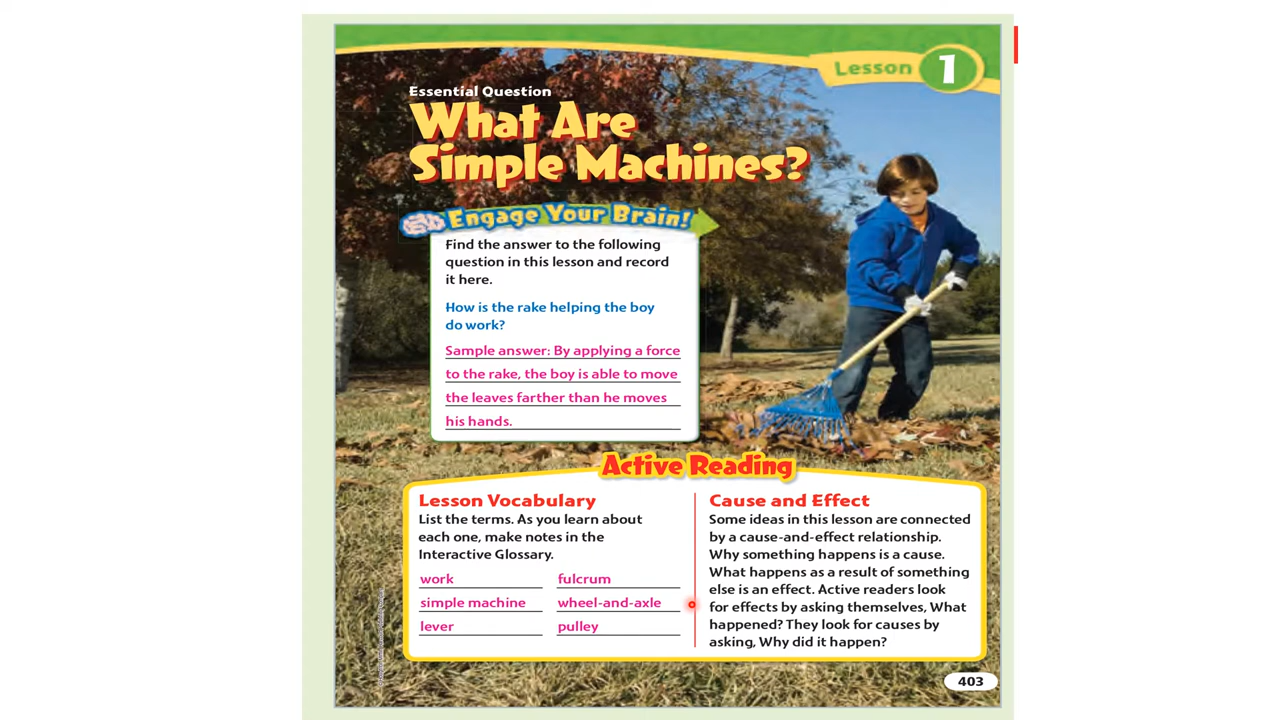 Lesson 1
Essential Question
What Are
Simple Machines?
Engage Your Brain!
Find the answer to the following
question in this lesson and record
it here.
How is the rake helping the boy
do work?
Sample answer: By applying a force
to the rake, the boy is able to move
the leaves farther than he moves
his hands.
Active Reading
Lesson Vocabulary
List the terms. As you learn about
each one, make notes in the
Interactive Glossary.
work fulcrum
simple machine wheel-and-axle
lever pulley
Cause and Effect
Some ideas in this lesson are connected
by a cause-and-effect relationship.
Why something happens is a cause.
What happens as a result of something
else is an effect. Active readers look
for effects by asking themselves, What
happened? They look for causes by
asking, Why did it happen?
403